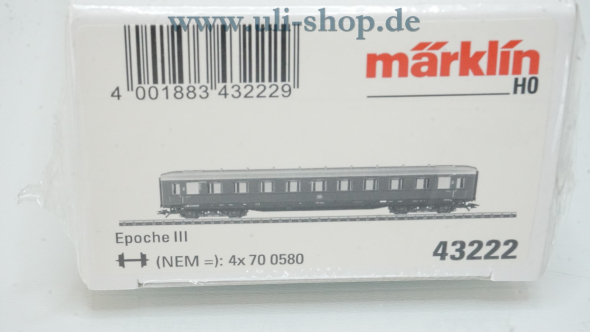 www.uli-shop.de
4 001883 432229
märklin
H0
Epoche III
(NEM =): 4x 70 0580
43222